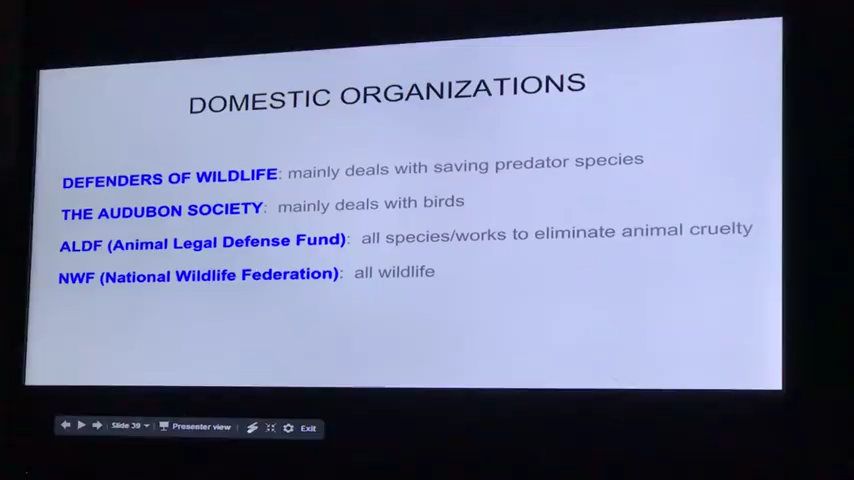 DOMESTIC ORGANIZATIONS
DEFENDERS OF WILDLIFE: mainly deals with saving predator species
THE AUDUBON SOCIETY: mainly deals with birds
ALDF (Animal Legal Defense Fund): all species/works to eliminate animal cruelty
NWF (National Wildlife Federation): all wildlife
Slide 39 Presenter view Exit